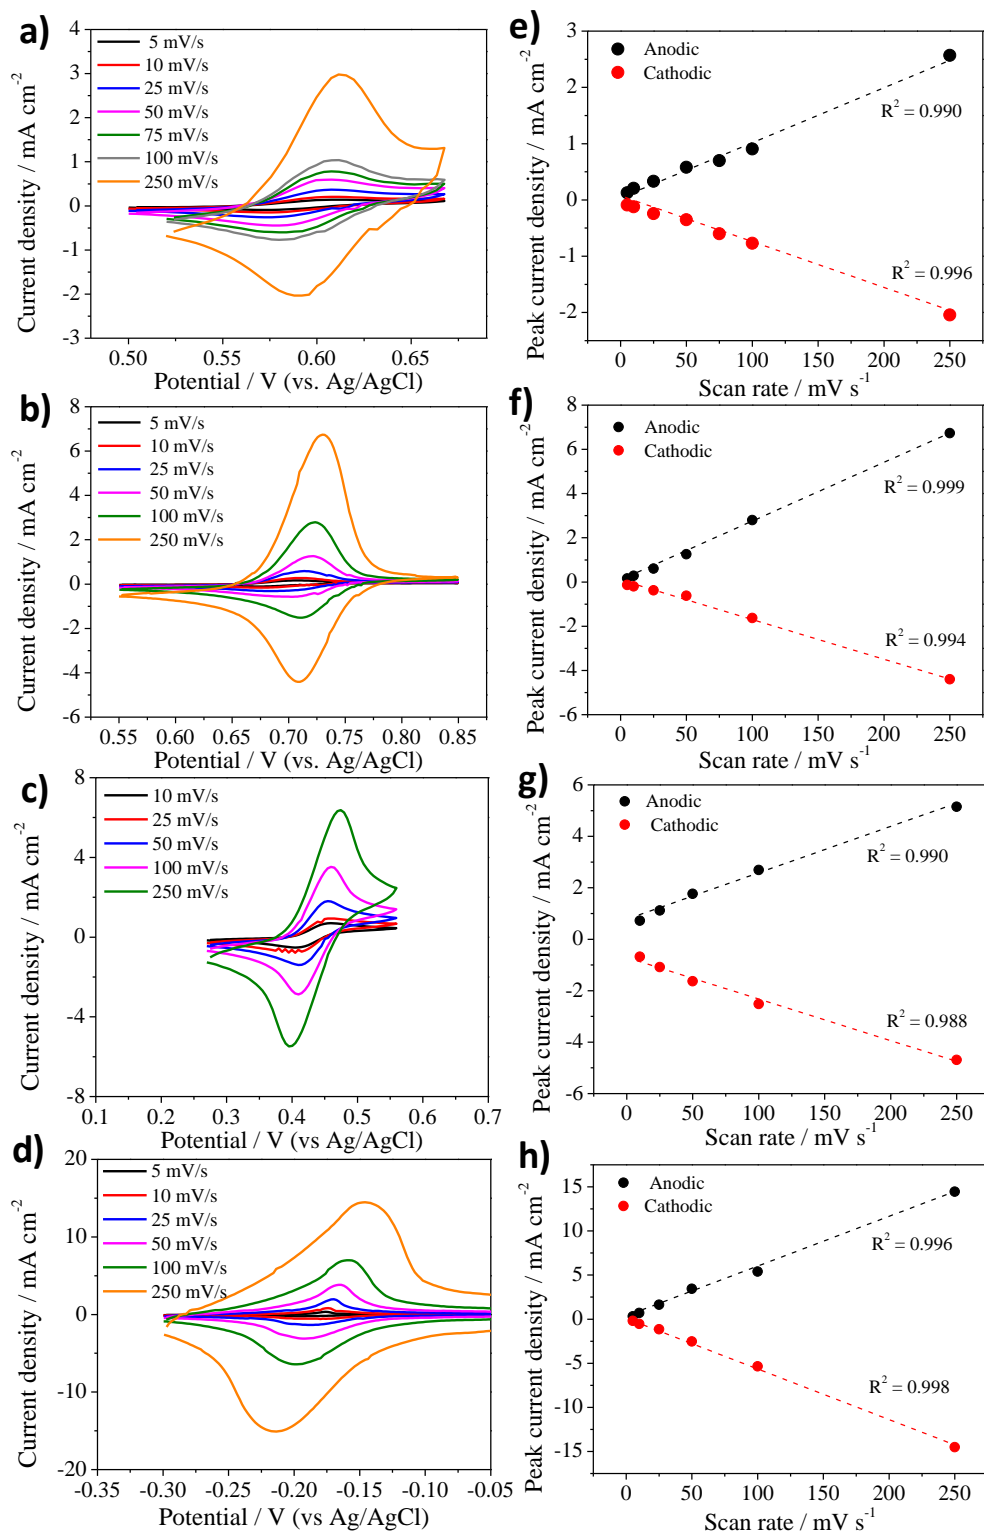 a)
5 mV/s
10 mV/s
25 mV/s
50 mV/s
75 mV/s
100 mV/s
250 mV/s
4
3
2
1
0
-1
-2
-3
Current density / mA cm⁻²
0.50
0.55
0.60
0.65
Potential / V (vs. Ag/AgCl)
e)
Anodic
Cathodic
R² = 0.990
R² = 0.996
3
2
1
0
-1
-2
Peak current density / mA cm⁻²
0
50
100
150
200
250
Scan rate / mV s⁻¹
b)
5 mV/s
10 mV/s
25 mV/s
50 mV/s
100 mV/s
250 mV/s
8
6
4
2
0
-2
-4
-6
Current density / mA cm⁻²
0.55
0.60
0.65
0.70
0.75
0.80
0.85
Potential / V (vs. Ag/AgCl)
f)
Anodic
Cathodic
R² = 0.999
R² = 0.994
8
6
4
2
0
-2
-4
-6
Peak current density / mA cm⁻²
0
50
100
150
200
250
Scan rate / mV s⁻¹
c)
10 mV/s
25 mV/s
50 mV/s
100 mV/s
250 mV/s
8
4
0
-4
-8
Current density / mA cm⁻²
0.1
0.2
0.3
0.4
0.5
0.6
0.7
Potential / V (vs Ag/AgCl)
g)
Anodic
Cathodic
R² = 0.990
R² = 0.988
6
4
2
0
-2
-4
-6
Peak current density / mA cm⁻²
0
50
100
150
200
250
Scan rate / mV s⁻¹
d)
5 mV/s
10 mV/s
25 mV/s
50 mV/s
100 mV/s
250 mV/s
20
10
0
-10
-20
Current density / mA cm⁻²
-0.35
-0.30
-0.25
-0.20
-0.15
-0.10
-0.05
Potential / V (vs. Ag/AgCl)
h)
Anodic
Cathodic
R² = 0.996
R² = 0.998
15
10
5
0
-5
-10
-15
Peak current density / mA cm⁻²
0
50
100
150
200
250
Scan rate / mV s⁻¹